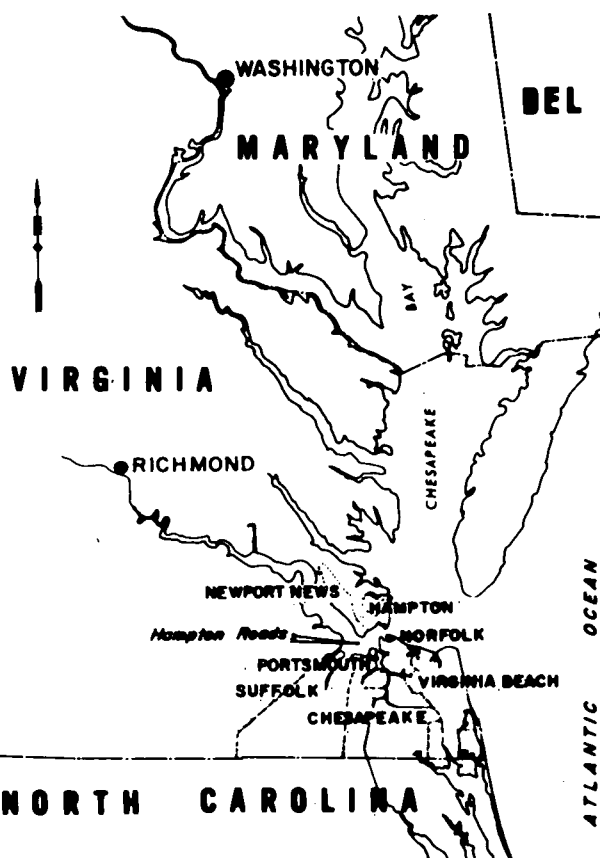 WASHINGTON
DEL
MARYLAND
BAY
VIRGINIA
CHESAPEAKE
RICHMOND
NEWPORT NEWS
HAMPTON
Hampton Roads
NORFOLK
PORTSMOUTH
VIRGINIA BEACH
SUFFOLK
CHESAPEAKE
NORTH CAROLINA
ATLANTIC OCEAN